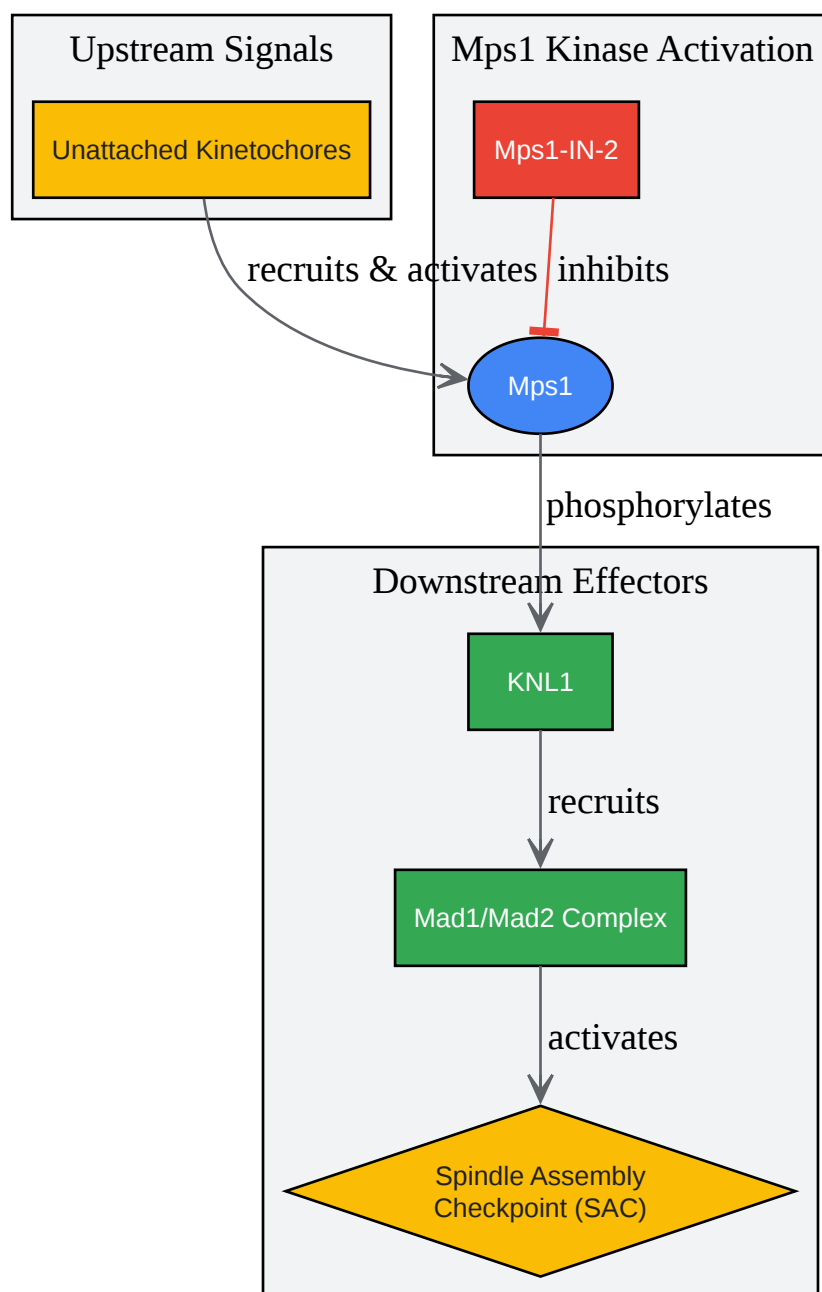 Upstream Signals
Mps1 Kinase Activation
Unattached Kinetochores
Mps1-IN-2
recruits & activates
inhibits
Mps1
phosphorylates
Downstream Effectors
KNL1
recruits
Mad1/Mad2 Complex
activates
Spindle Assembly
Checkpoint (SAC)